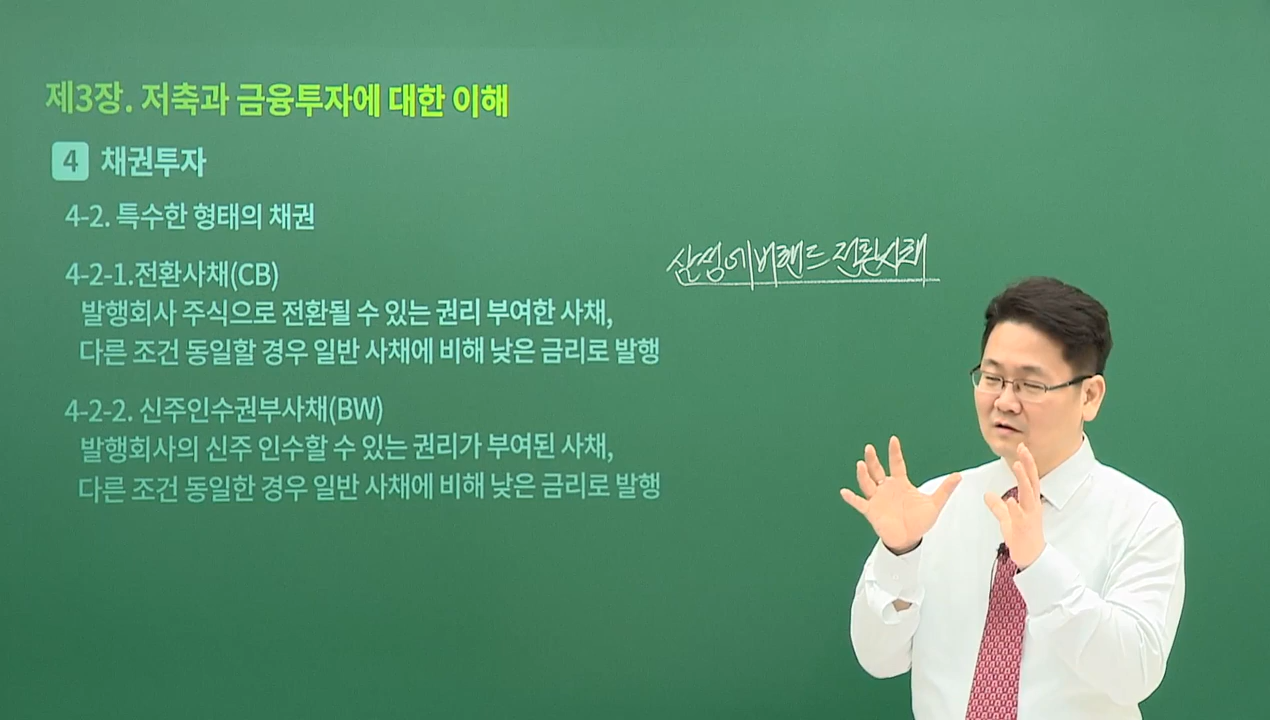 제3장. 저축과 금융투자에 대한 이해
4 채권투자
4-2. 특수한 형태의 채권
4-2-1.전환사채(CB)
발행회사 주식으로 전환될 수 있는 권리 부여한 사채,
다른 조건 동일할 경우 일반 사채에 비해 낮은 금리로 발행
삼성에버랜드 전환사채
4-2-2. 신주인수권부사채(BW)
발행회사의 신주 인수할 수 있는 권리가 부여된 사채,
다른 조건 동일한 경우 일반 사채에 비해 낮은 금리로 발행